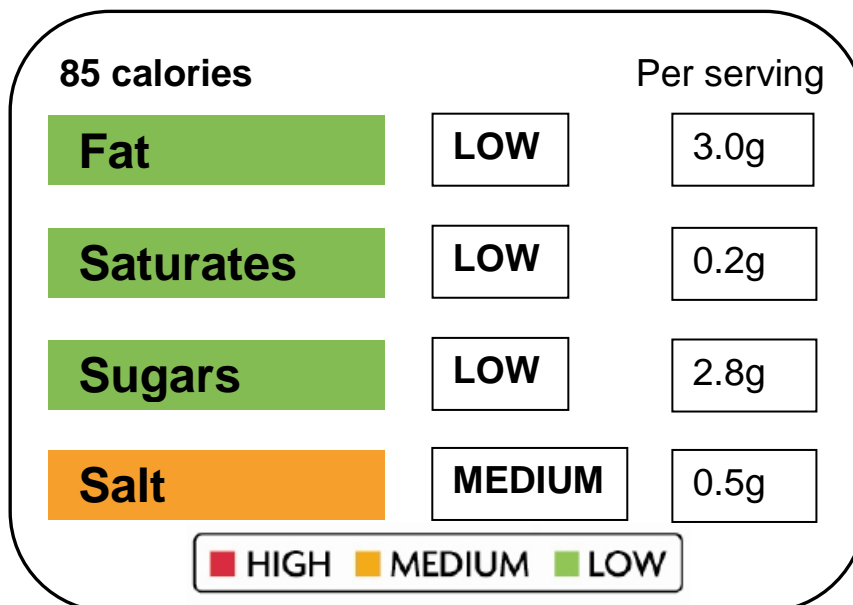 85 calories Per serving
Fat LOW 3.0g
Saturates LOW 0.2g
Sugars LOW 2.8g
Salt MEDIUM 0.5g
HIGH MEDIUM LOW